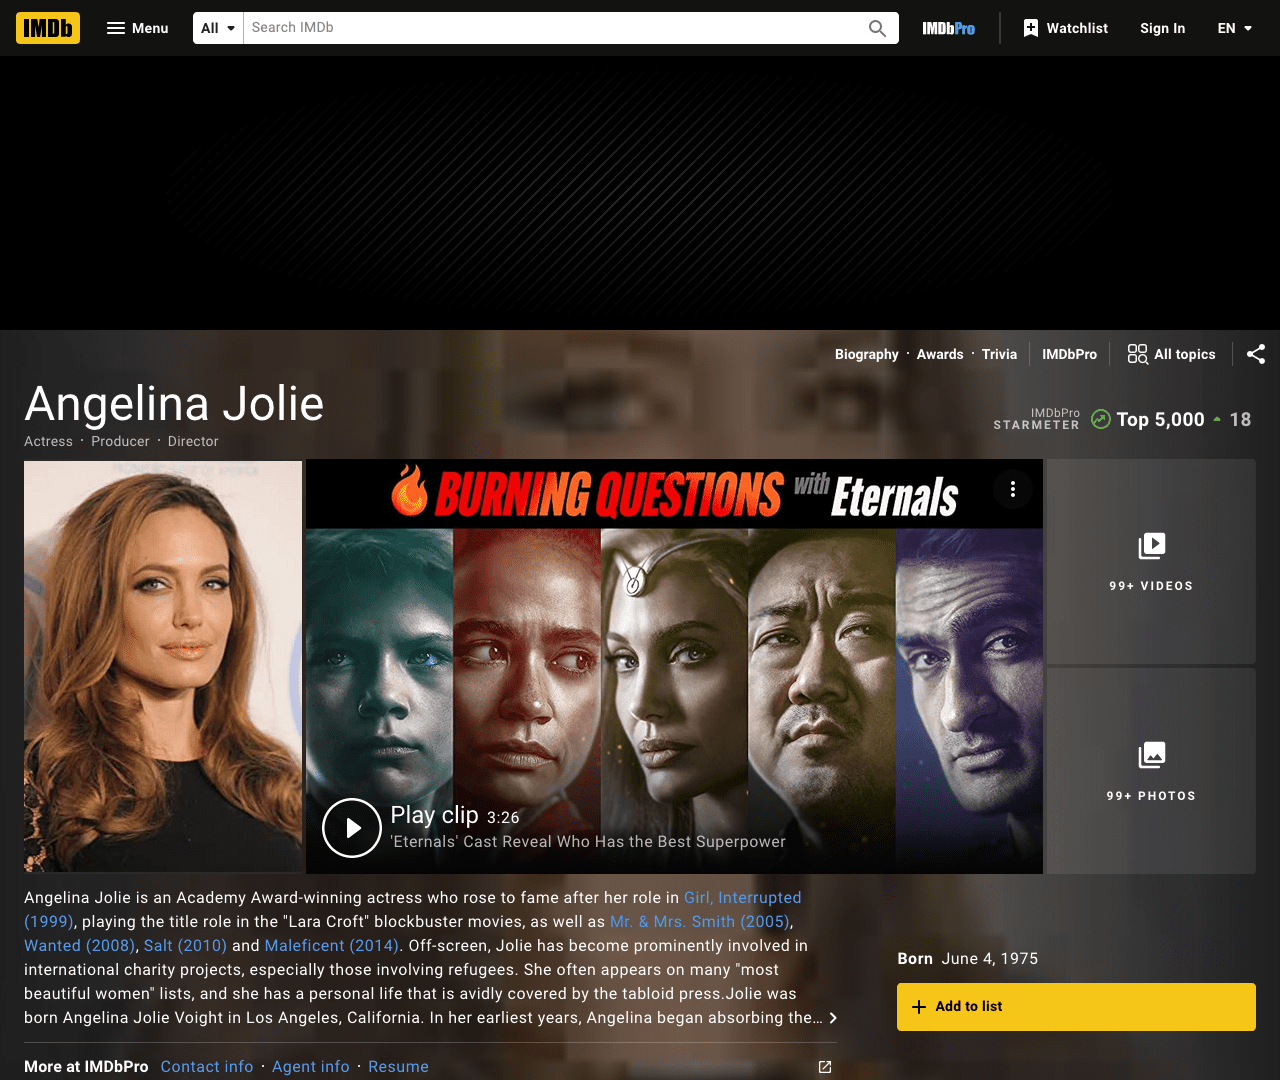 IMDb Menu All Search IMDb IMDbPro Watchlist Sign In EN
Biography · Awards · Trivia IMDbPro All topics
Angelina Jolie
Actress · Producer · Director
IMDbPro
STARMETER
Top 5,000 18
BURNING QUESTIONS with Eternals
99+ VIDEOS
99+ PHOTOS
Play clip 3:26
'Eternals' Cast Reveal Who Has the Best Superpower
Angelina Jolie is an Academy Award-winning actress who rose to fame after her role in Girl, Interrupted
(1999), playing the title role in the "Lara Croft" blockbuster movies, as well as Mr. & Mrs. Smith (2005),
Wanted (2008), Salt (2010) and Maleficent (2014). Off-screen, Jolie has become prominently involved in
international charity projects, especially those involving refugees. She often appears on many "most
beautiful women" lists, and she has a personal life that is avidly covered by the tabloid press.Jolie was
born Angelina Jolie Voight in Los Angeles, California. In her earliest years, Angelina began absorbing the...
Born June 4, 1975
Add to list
More at IMDbPro Contact info · Agent info · Resume